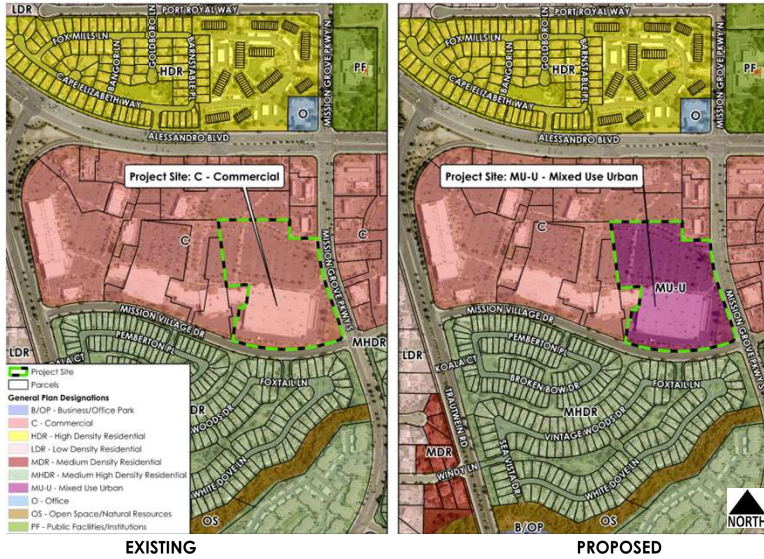 LDR
PORT ROYAL WAY
FOX MILLS LN
BANGOR LN
GOLDBORO LN
BARNSTABLE PL
HDR
CAPE ELIZABETH WAY
MISSION GROVE PKWY N
PF
O
ALESSANDRO BLVD
Project Site: C - Commercial
C
C
MISSION GROVE PKWY S
MISSION VILLAGE DR
PEMBERTON PL
LDR
KOALA CT
MHDR
FOXTAIL LN
WOODS DR
WHITE DOVE LN
OS
Project Site
Parcels
General Plan Designations
B/OP - Business/Office Park
C - Commercial
HDR - High Density Residential
LDR - Low Density Residential
MDR - Medium Density Residential
MHDR - Medium High Density Residential
MU-U - Mixed Use Urban
O - Office
OS - Open Space/Natural Resources
PF - Public Facilities/Institutions
EXISTING
LDR
PORT ROYAL WAY
FOX MILLS LN
BANGOR LN
GOLDBORO LN
BARNSTABLE PL
HDR
CAPE ELIZABETH WAY
MISSION GROVE PKWY N
PF
O
ALESSANDRO BLVD
Project Site: MU-U - Mixed Use Urban
C
MU-U
MISSION GROVE PKWY S
MISSION VILLAGE DR
PEMBERTON PL
LDR
KOALA CT
BROKEN BOW DR
FOXTAIL LN
MHDR
TRAUTWEIN RD
VINTAGE WOODS DR
MDR
SEA VISTA DR
WHITE DOVE LN
WINDY LN
B/OP
OS
NORTH
PROPOSED